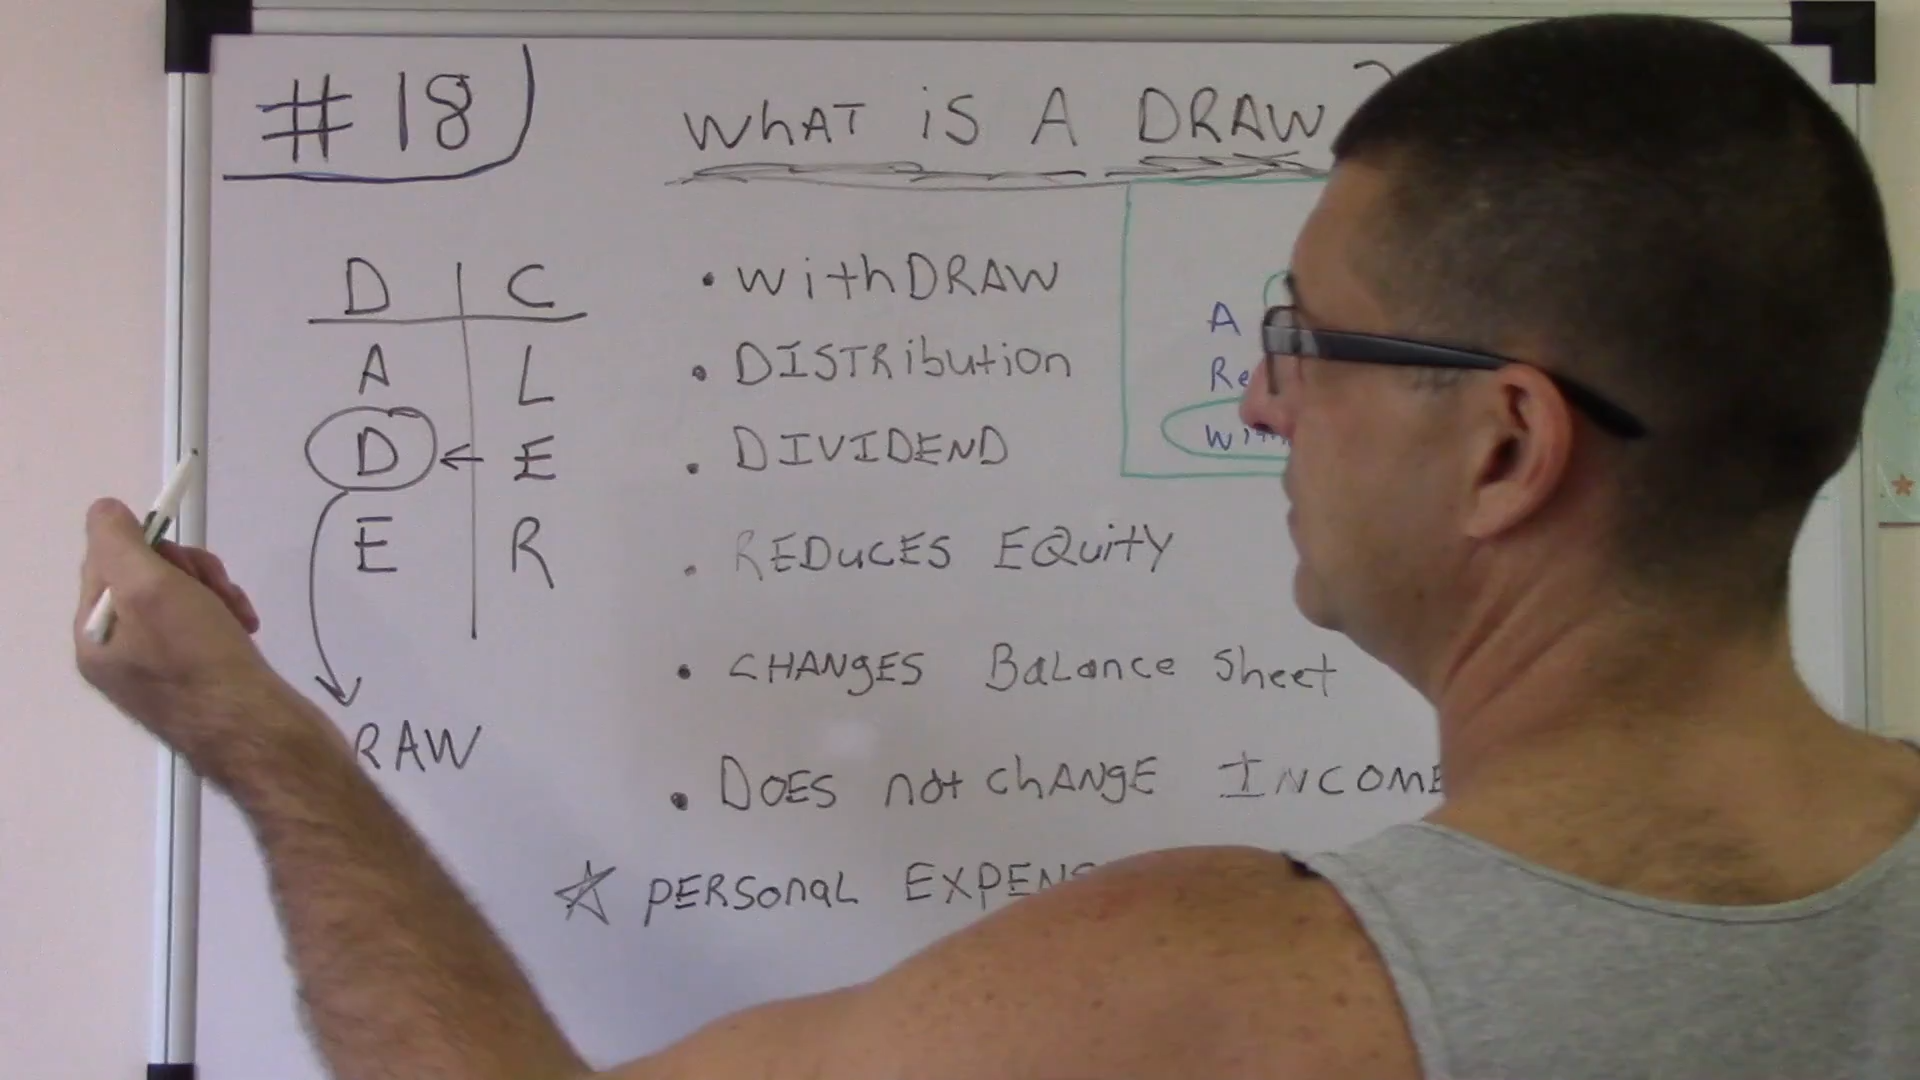 #18
WhAT iS A DRAW ?
D C
A L
D ← E
E R
RAW
• withDRAW
• DISTRibution
• DIVIDEND
• REDuCES EQuity
• CHANgES BaLance Sheet
• DOES not chANgE INCOME
☆ PERSonaL
A